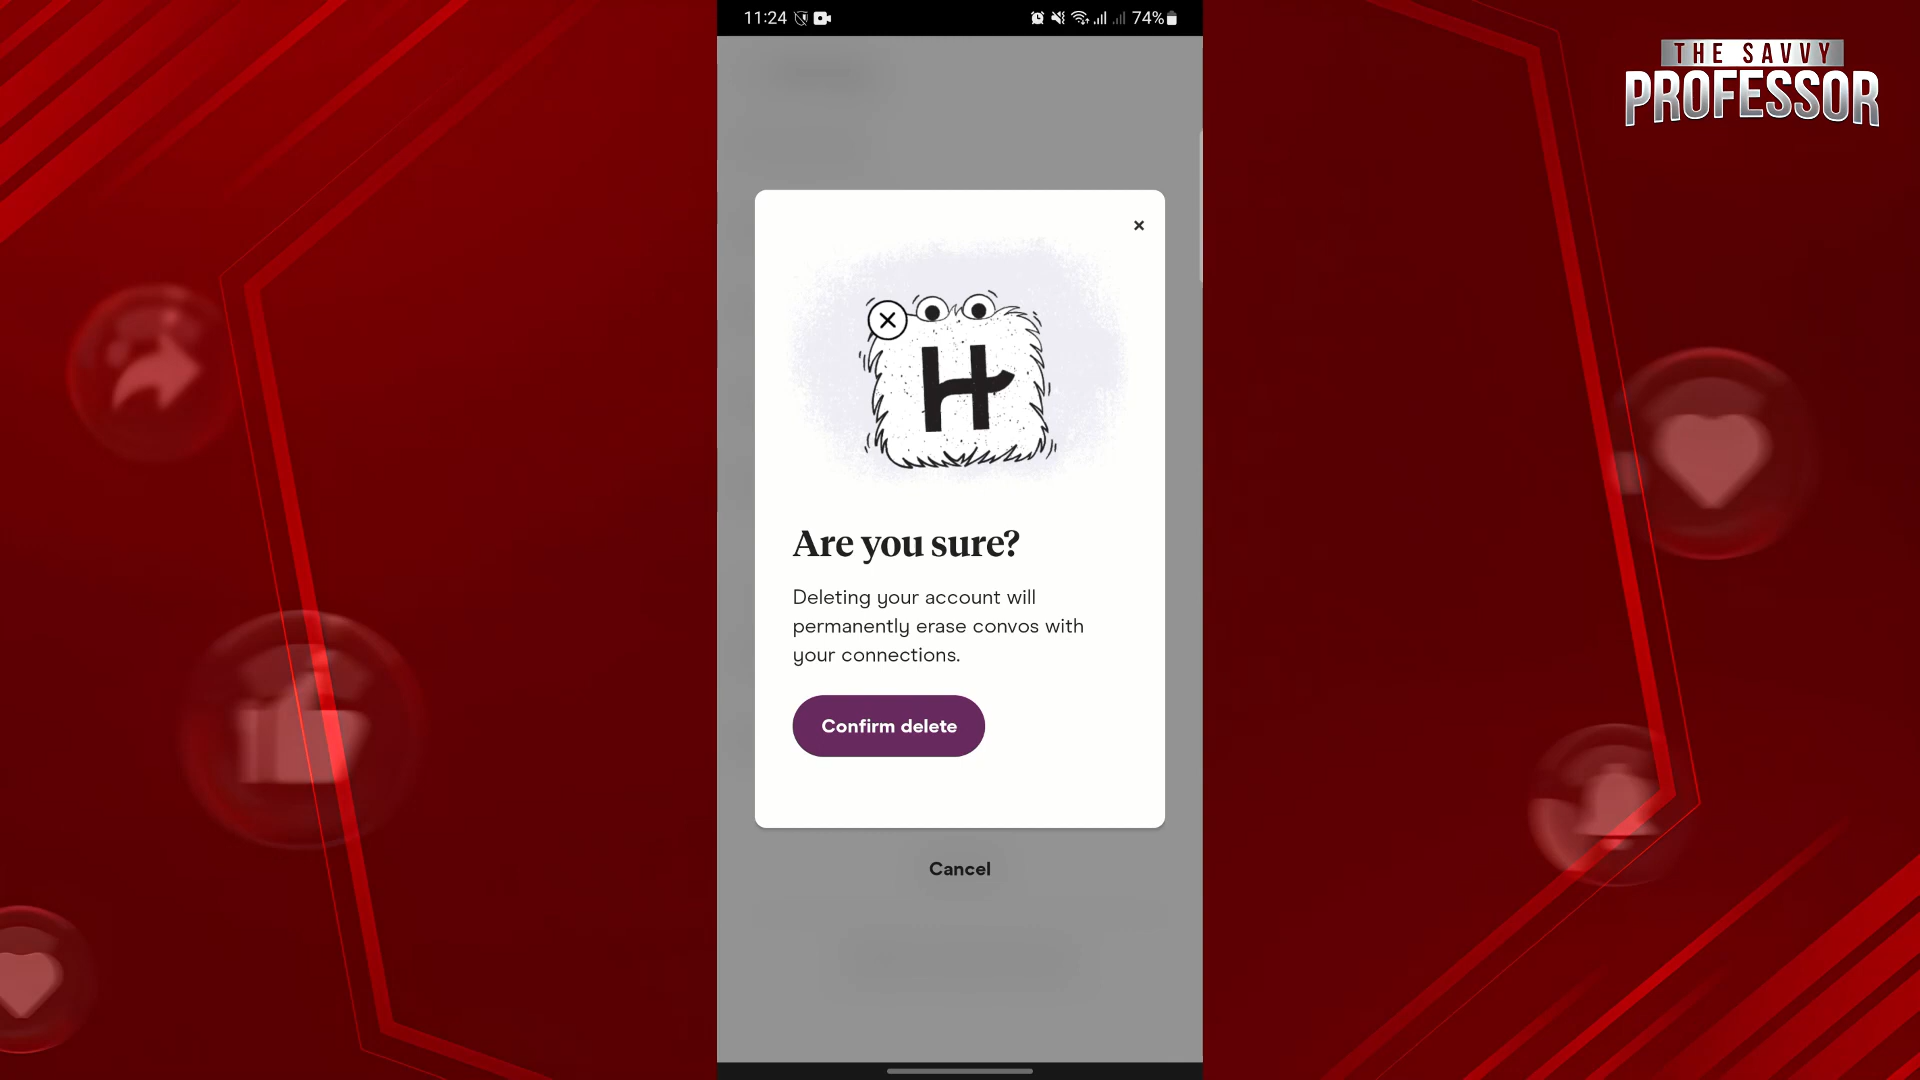 11:24
74%
THE SAVVY
PROFESSOR
H
Are you sure?
Deleting your account will
permanently erase convos with
your connections.
Confirm delete
Cancel